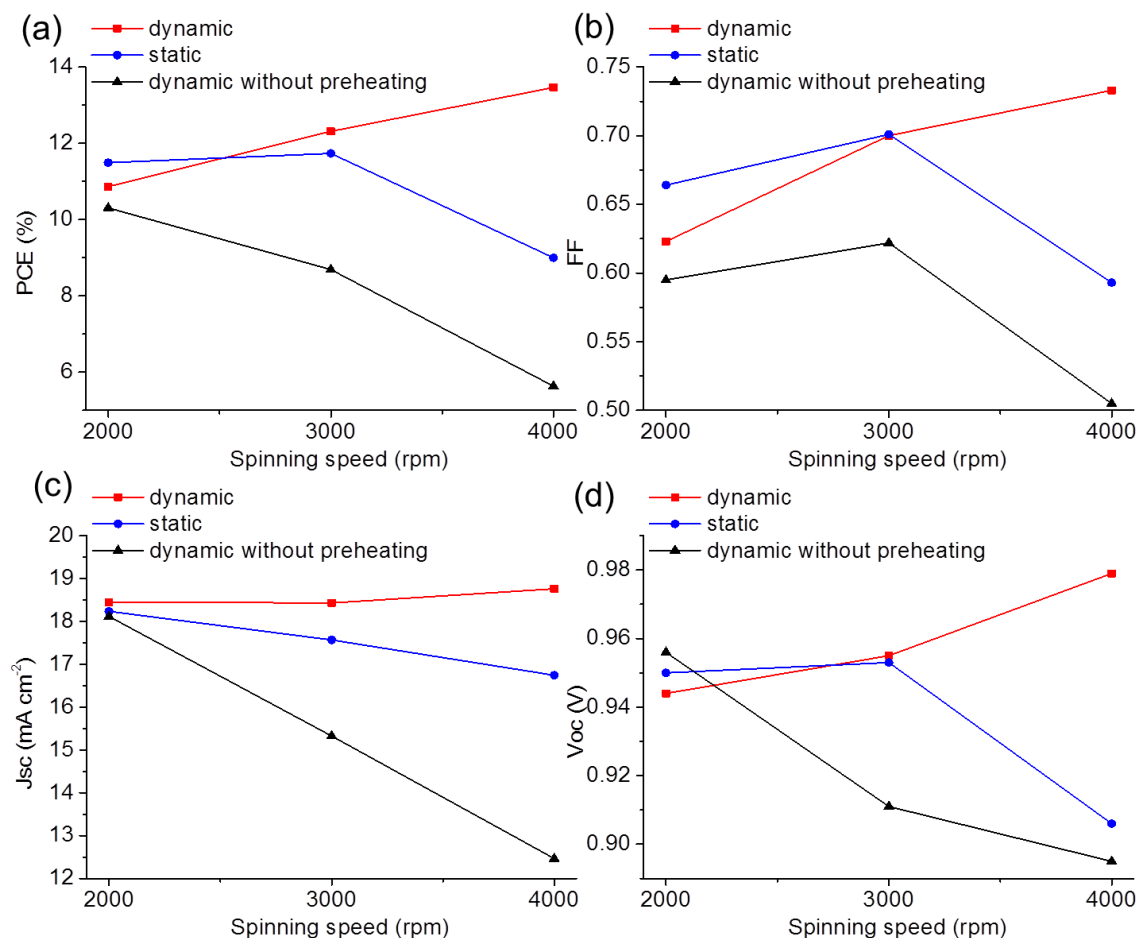 (a)
dynamic
static
dynamic without preheating
14
12
10
8
6
PCE (%)
2000 3000 4000
Spinning speed (rpm)
(b)
dynamic
static
dynamic without preheating
0.75
0.70
0.65
0.60
0.55
0.50
FF
2000 3000 4000
Spinning speed (rpm)
(c)
dynamic
static
dynamic without preheating
20
19
18
17
16
15
14
13
12
Jsc (mA cm⁻²)
2000 3000 4000
Spinning speed (rpm)
(d)
dynamic
static
dynamic without preheating
0.98
0.96
0.94
0.92
0.90
Voc (V)
2000 3000 4000
Spinning speed (rpm)